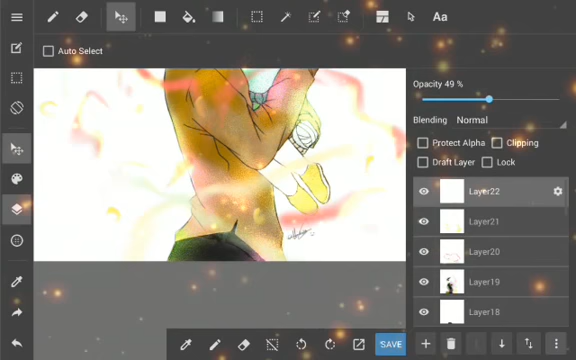 Aa
Auto Select
Opacity 49 %
Blending Normal
Protect Alpha Clipping
Draft Layer Lock
Layer22
Layer21
Layer20
Layer19
Layer18
SAVE